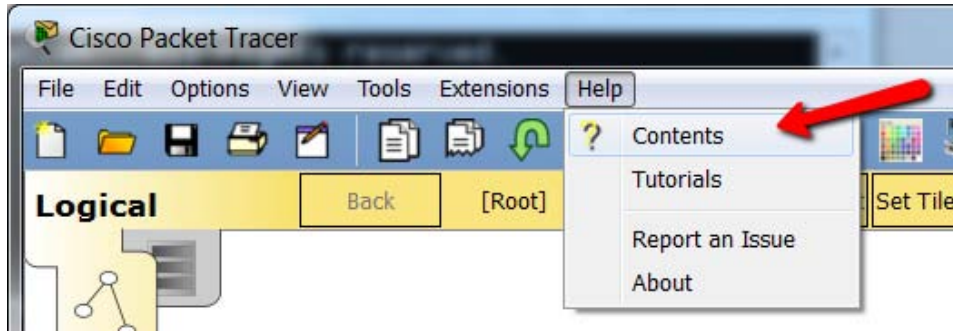 Cisco Packet Tracer
reserved.
File Edit Options View Tools Extensions Help
? Contents
Tutorials
Report an Issue
About
Logical Back [Root] Set Tile